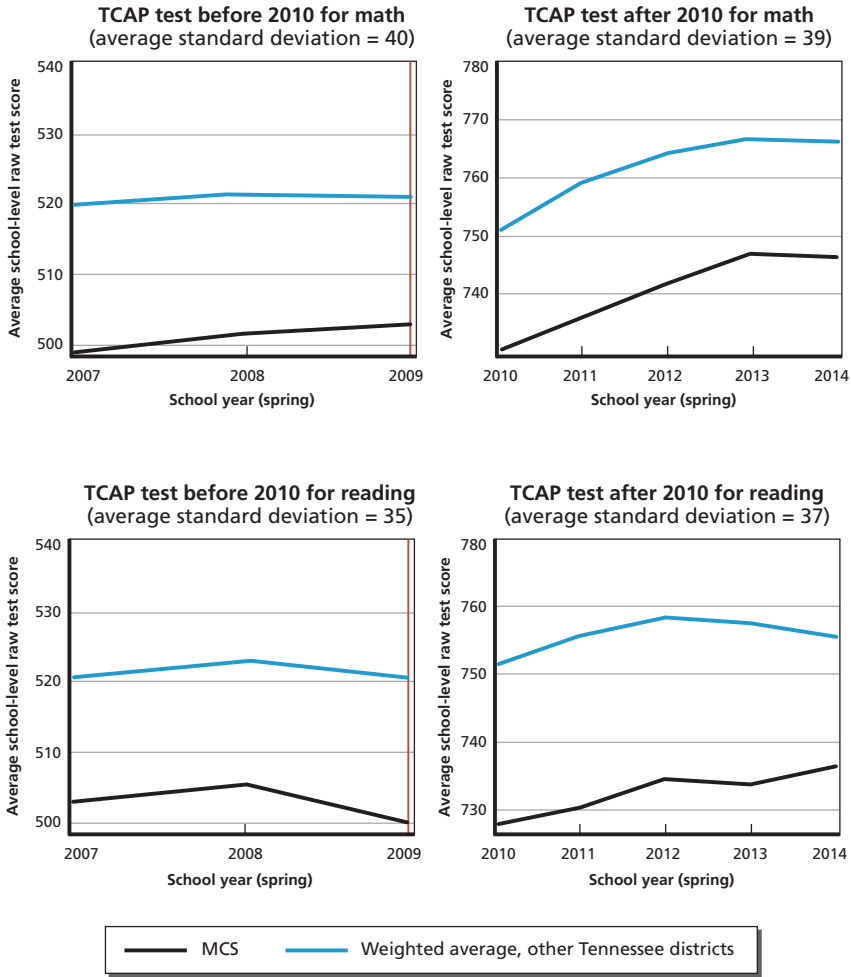 TCAP test before 2010 for math
(average standard deviation = 40)
Average school-level raw test score
540
530
520
510
500
2007 2008 2009
School year (spring)
TCAP test after 2010 for math
(average standard deviation = 39)
Average school-level raw test score
780
770
760
750
740
2010 2011 2012 2013 2014
School year (spring)
TCAP test before 2010 for reading
(average standard deviation = 35)
Average school-level raw test score
540
530
520
510
500
2007 2008 2009
School year (spring)
TCAP test after 2010 for reading
(average standard deviation = 37)
Average school-level raw test score
780
760
750
740
730
2010 2011 2012 2013 2014
School year (spring)
MCS Weighted average, other Tennessee districts